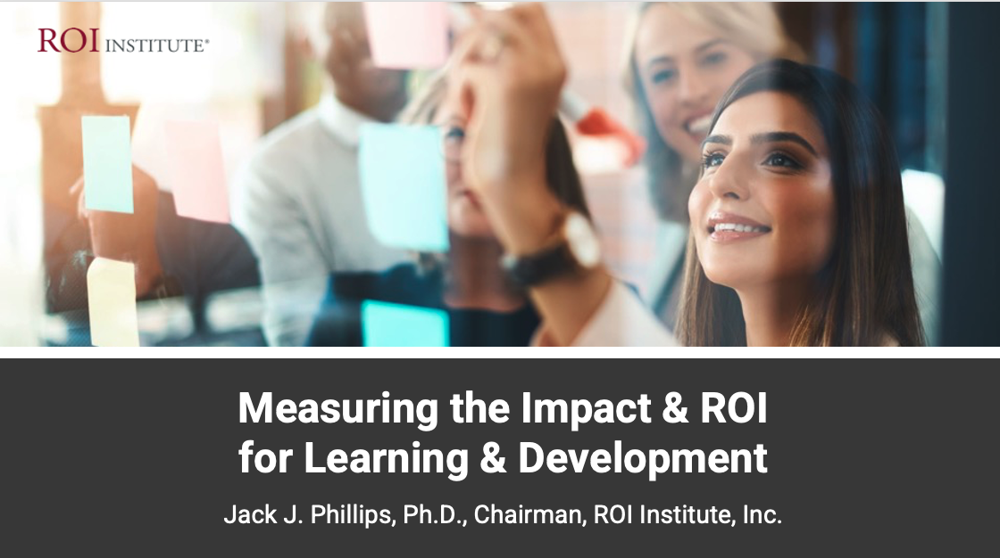 ROI INSTITUTE®
Measuring the Impact & ROI
for Learning & Development
Jack J. Phillips, Ph.D., Chairman, ROI Institute, Inc.